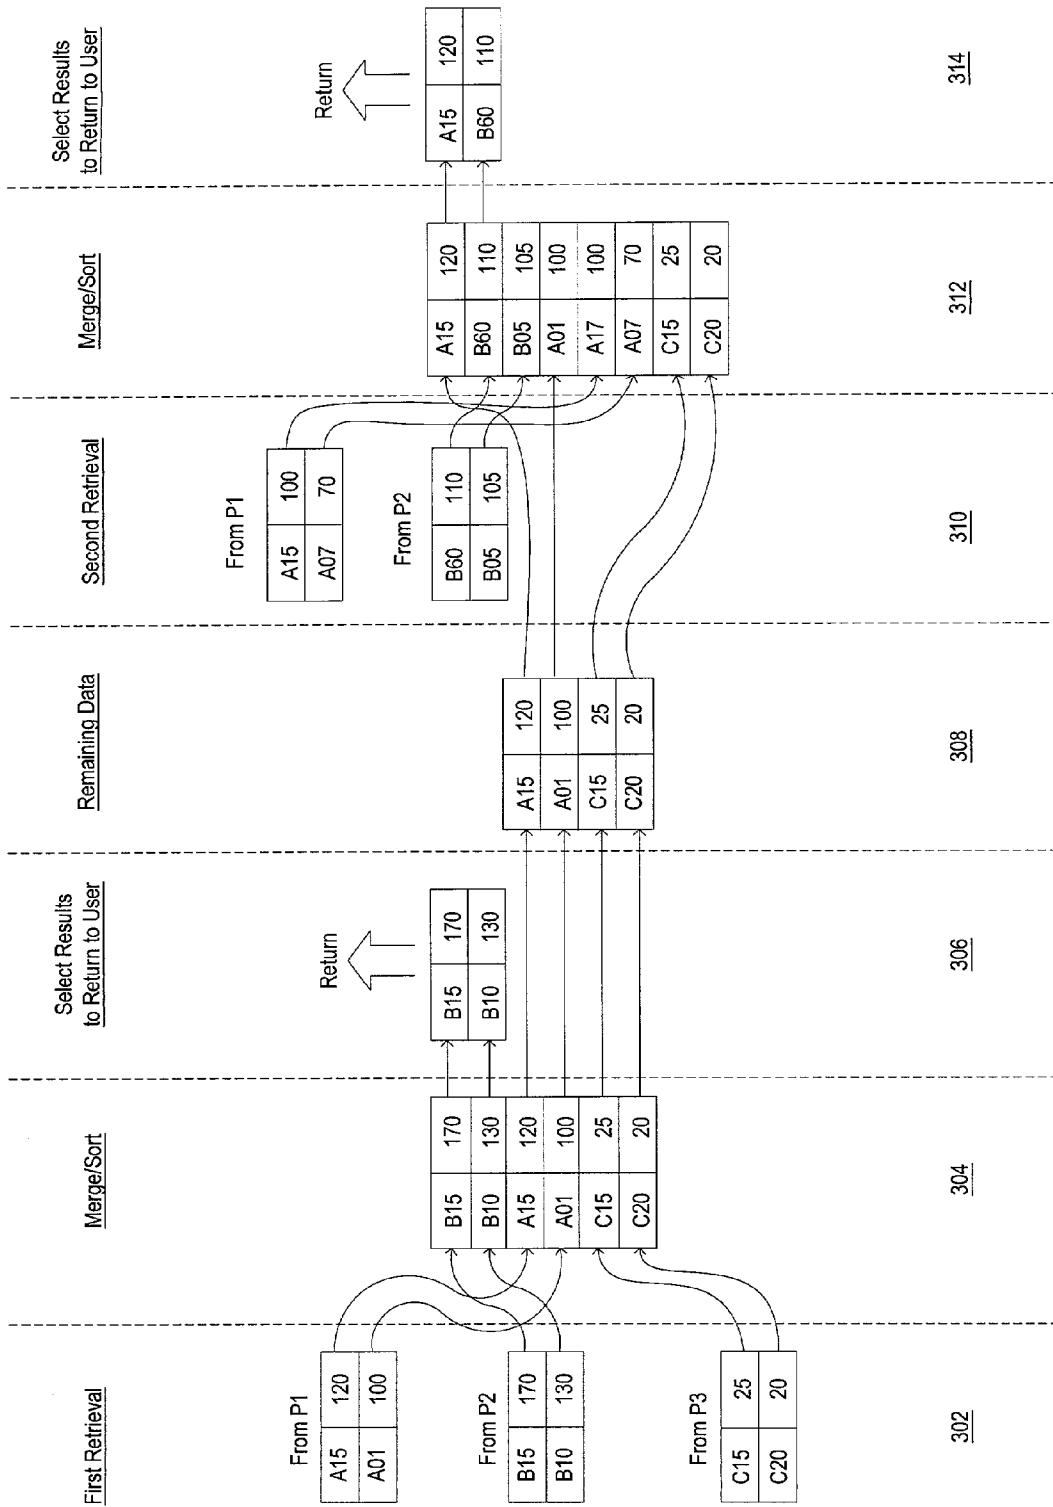 First Retrieval
From P1
A15 120
A01 100
From P2
B15 170
B10 130
From P3
C15 25
C20 20
302
Merge/Sort
B15 170
B10 130
A15 120
A01 100
C15 25
C20 20
304
Select Results
to Return to User
Return
B15 170
B10 130
306
Remaining Data
A15 120
A01 100
C15 25
C20 20
308
Second Retrieval
From P1
A15 100
A07 70
From P2
B60 110
B05 105
310
Merge/Sort
A15 120
B60 110
B05 105
A01 100
A17 100
A07 70
C15 25
C20 20
312
Select Results
to Return to User
Return
A15 120
B60 110
314